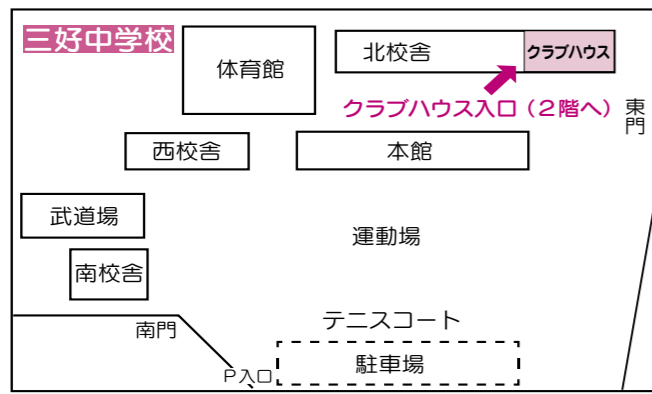 三好中学校
体育館
北校舎
クラブハウス
クラブハウス入口（２階へ）
東門
西校舎
本館
武道場
運動場
南校舎
テニスコート
南門
駐車場
Ｐ入口